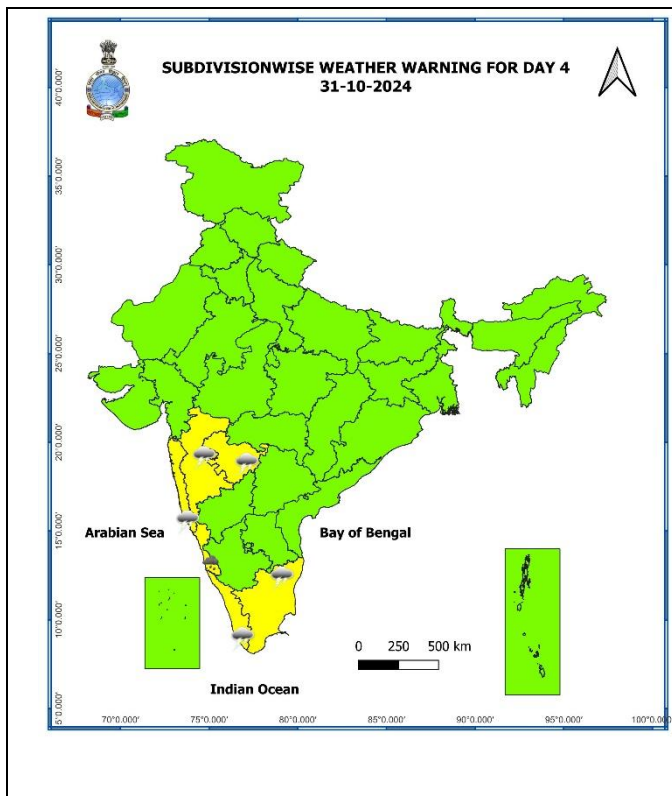 SUBDIVISIONWISE WEATHER WARNING FOR DAY 4
31-10-2024
40°0.000'
35°0.000'
30°0.000'
25°0.000'
20°0.000'
15°0.000'
10°0.000'
5°0.000'
Arabian Sea
Bay of Bengal
0 250 500 km
Indian Ocean
70°0.000' 75°0.000' 80°0.000' 85°0.000' 90°0.000' 95°0.000' 100°0.000'